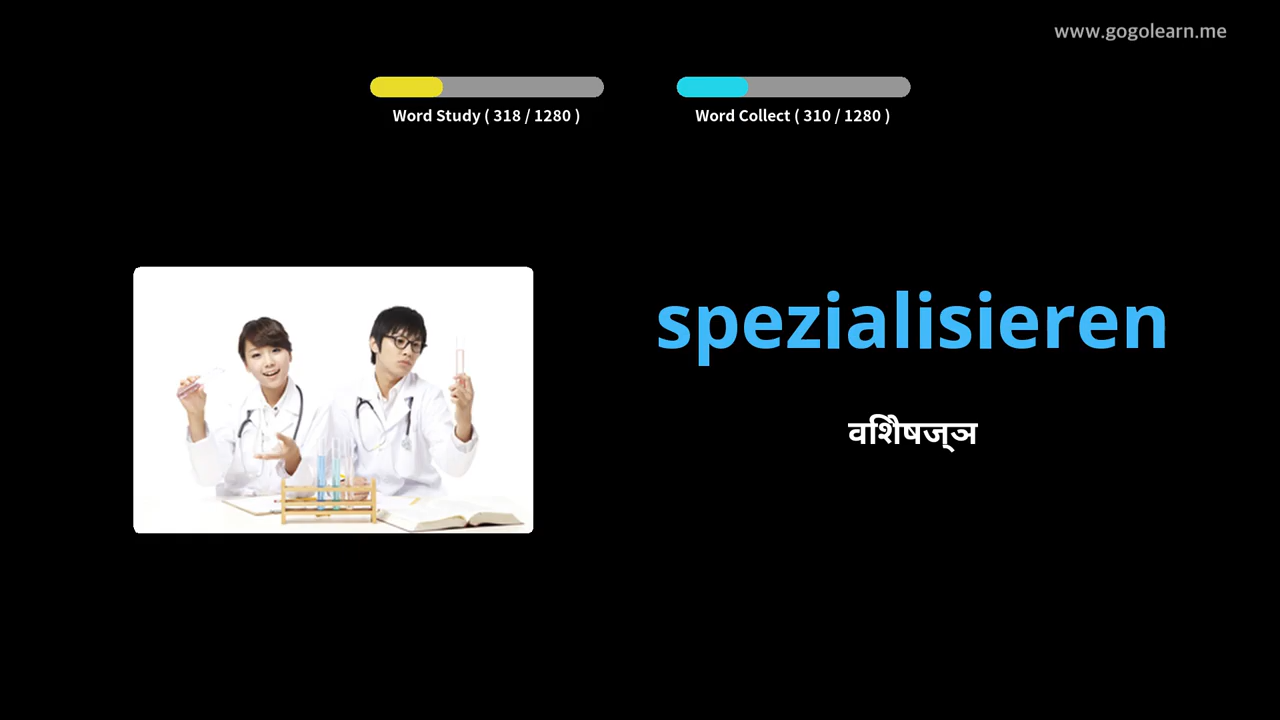 www.gogolearn.me
Word Study ( 318 / 1280 )
Word Collect ( 310 / 1280 )
spezialisieren
वशिेषज्ञ